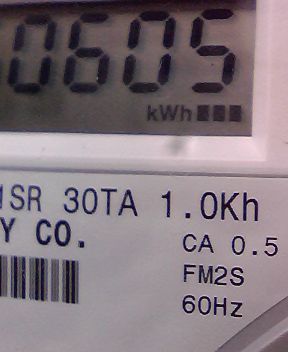 0605
kWh
1SR 30TA 1.0Kh
Y CO.
CA 0.5
FM2S
60Hz